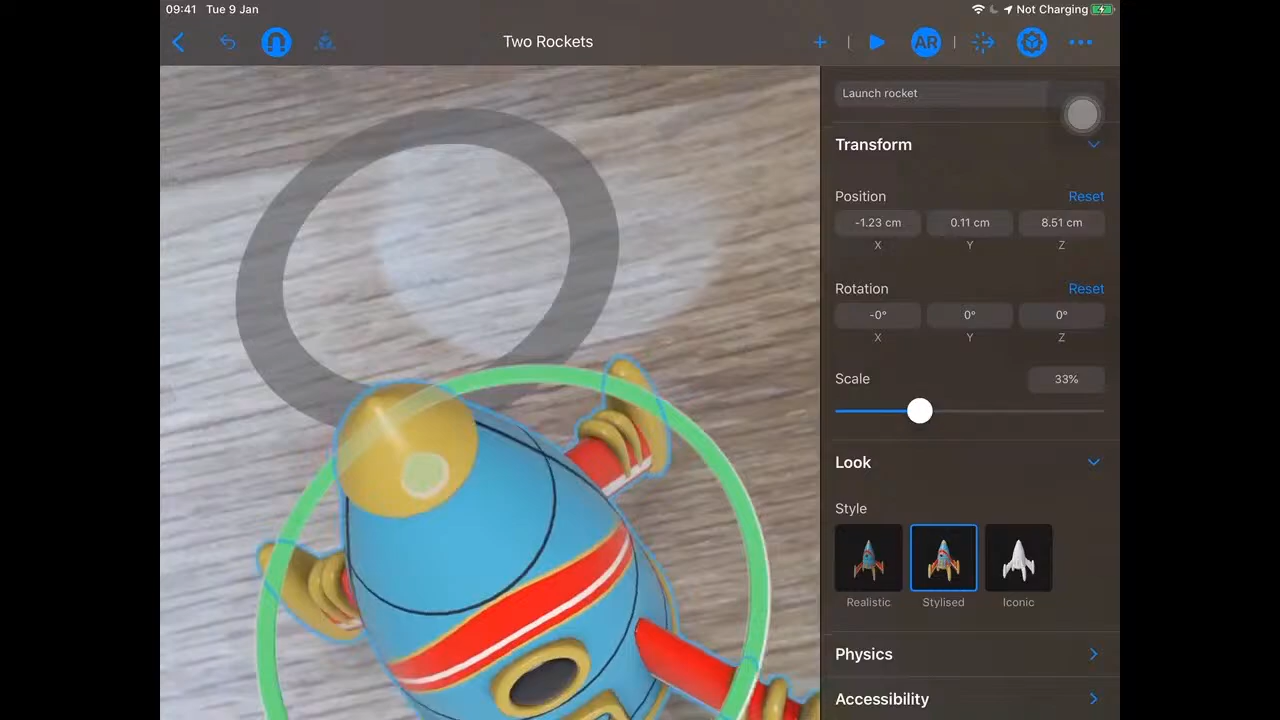 09:41 Tue 9 Jan
Not Charging
Two Rockets
AR
Launch rocket
Transform
Position Reset
-1.23 cm 0.11 cm 8.51 cm
X Y Z
Rotation Reset
-0° 0° 0°
X Y Z
Scale 33%
Look
Style
Realistic Stylised Iconic
Physics
Accessibility